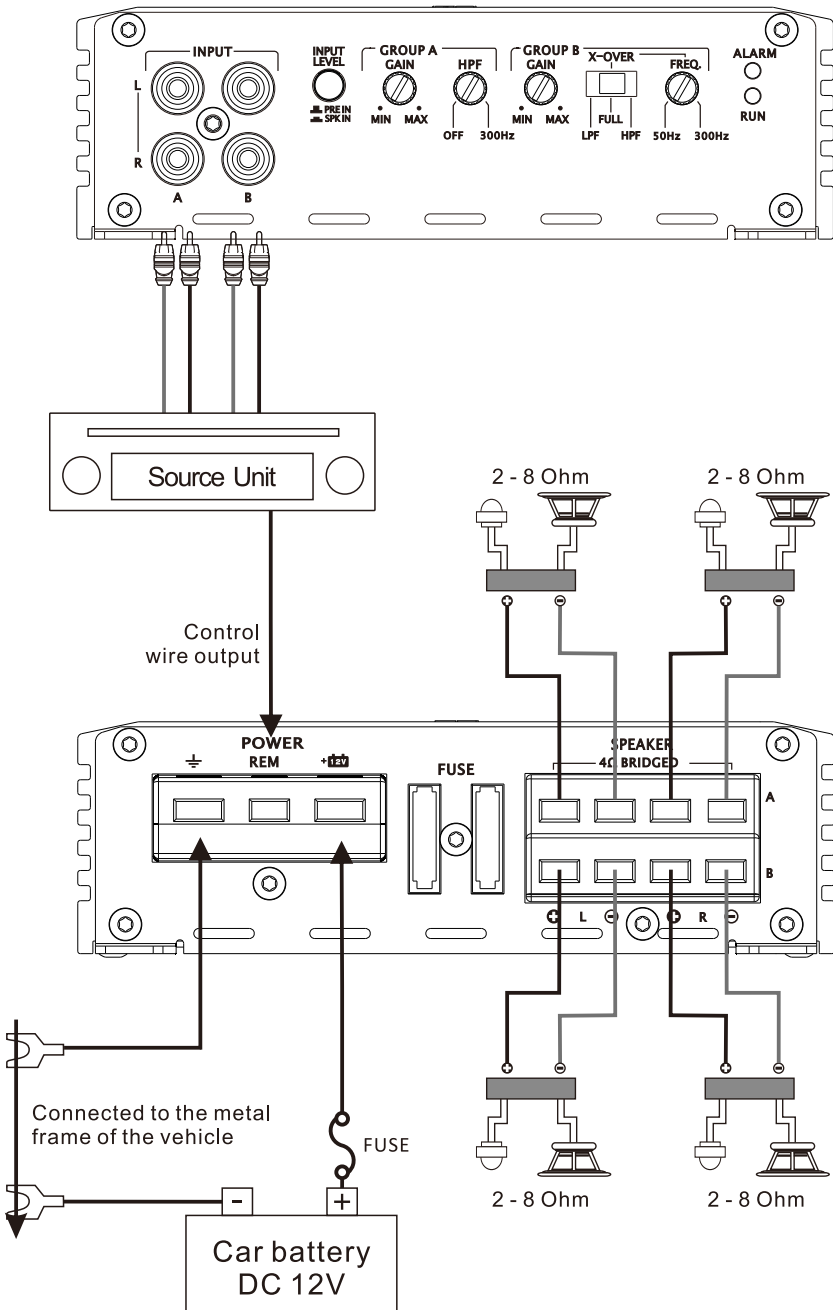 INPUT
L
R
A
B
INPUT
LEVEL
PRE IN
SPK IN
GROUP A
GAIN
MIN MAX
HPF
OFF 300Hz
GROUP B
GAIN
MIN MAX
X-OVER
LPF FULL HPF
FREQ.
50Hz 300Hz
ALARM
RUN
Source Unit
2 - 8 Ohm
2 - 8 Ohm
+ −
+ −
Control
wire output
POWER
REM
+ 12V
FUSE
SPEAKER
4Ω BRIDGED
A
B
+ L − + R −
Connected to the metal
frame of the vehicle
FUSE
+ −
+ −
2 - 8 Ohm
2 - 8 Ohm
- +
Car battery
DC 12V